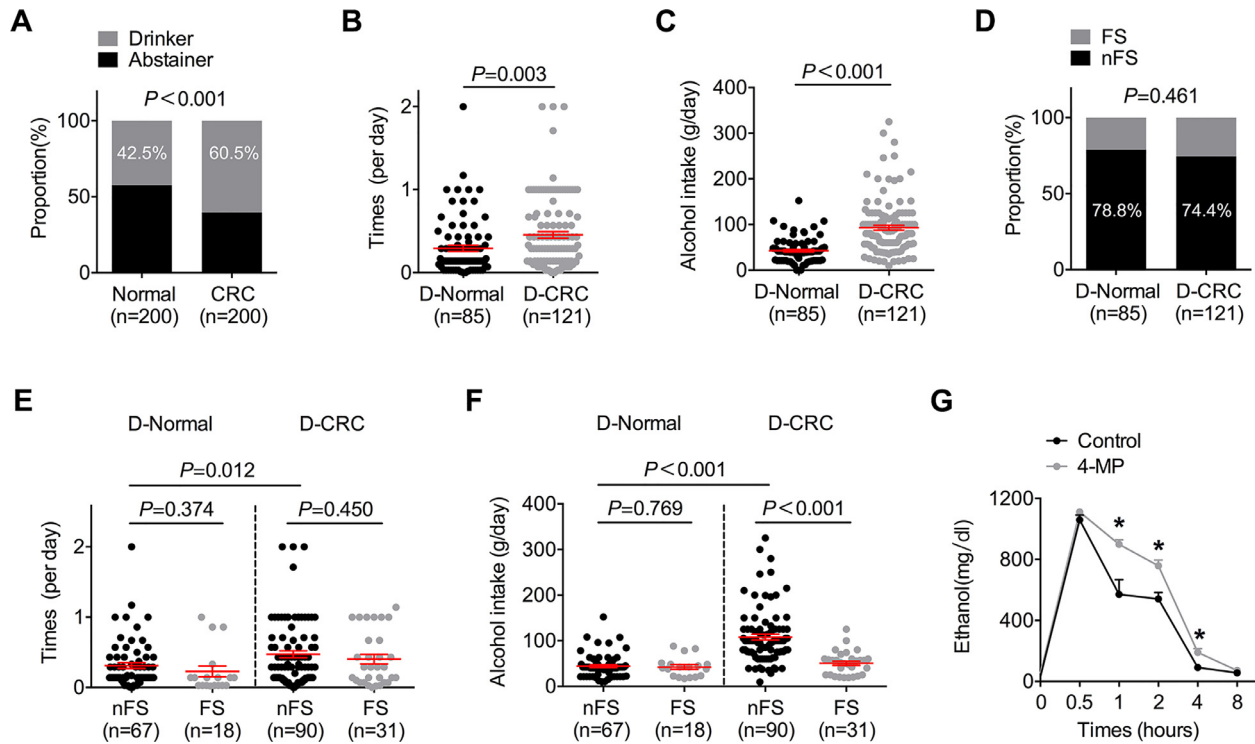 A
Drinker
Abstainer
P<0.001
Proportion(%)
100
50
0
42.5%
60.5%
Normal
(n=200)
CRC
(n=200)
B
P=0.003
Times (per day)
2
1
0
D-Normal
(n=85)
D-CRC
(n=121)
C
P<0.001
Alcohol intake (g/day)
400
300
200
100
0
D-Normal
(n=85)
D-CRC
(n=121)
D
FS
nFS
P=0.461
Proportion(%)
100
50
0
78.8%
74.4%
D-Normal
(n=85)
D-CRC
(n=121)
E
D-Normal
D-CRC
P=0.012
P=0.374
P=0.450
Times (per day)
2
1
0
nFS
(n=67)
FS
(n=18)
nFS
(n=90)
FS
(n=31)
F
D-Normal
D-CRC
P<0.001
P=0.769
P<0.001
Alcohol intake (g/day)
400
300
200
100
0
nFS
(n=67)
FS
(n=18)
nFS
(n=90)
FS
(n=31)
G
Control
4-MP
Ethanol(mg/dl)
1200
800
400
0
*
*
*
0
0.5
1
2
4
8
Times (hours)